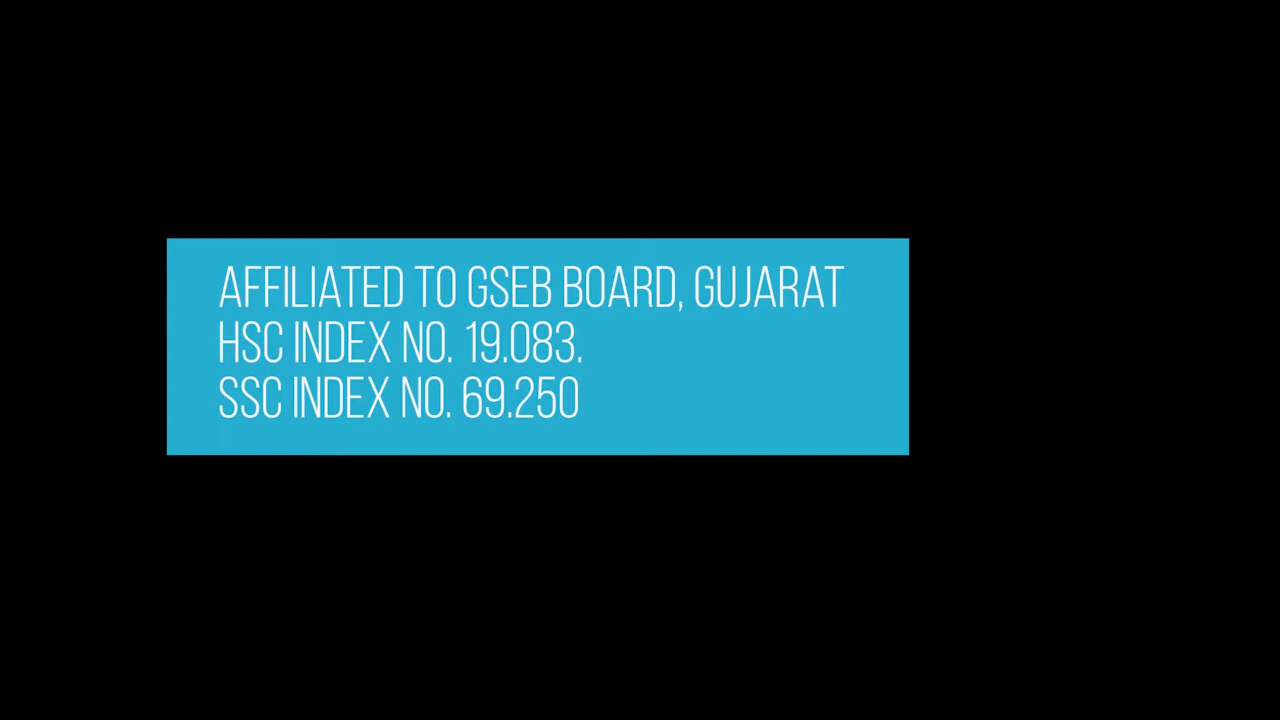 AFFILIATED TO GSEB BOARD, GUJARAT
HSC INDEX NO. 19.083.
SSC INDEX NO. 69.250